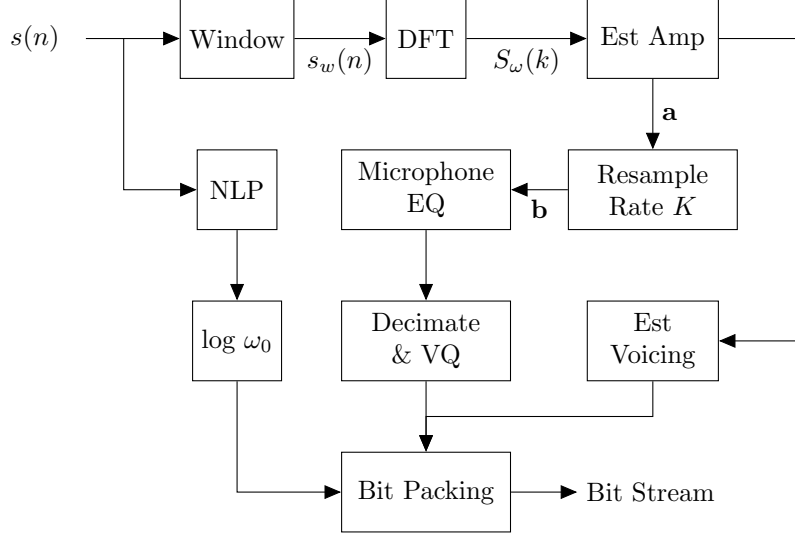 s(n)
Window
s_w(n)
DFT
S_ω(k)
Est Amp
a
NLP
Microphone
EQ
b
Resample
Rate K
log ω₀
Decimate
& VQ
Est
Voicing
Bit Packing
Bit Stream